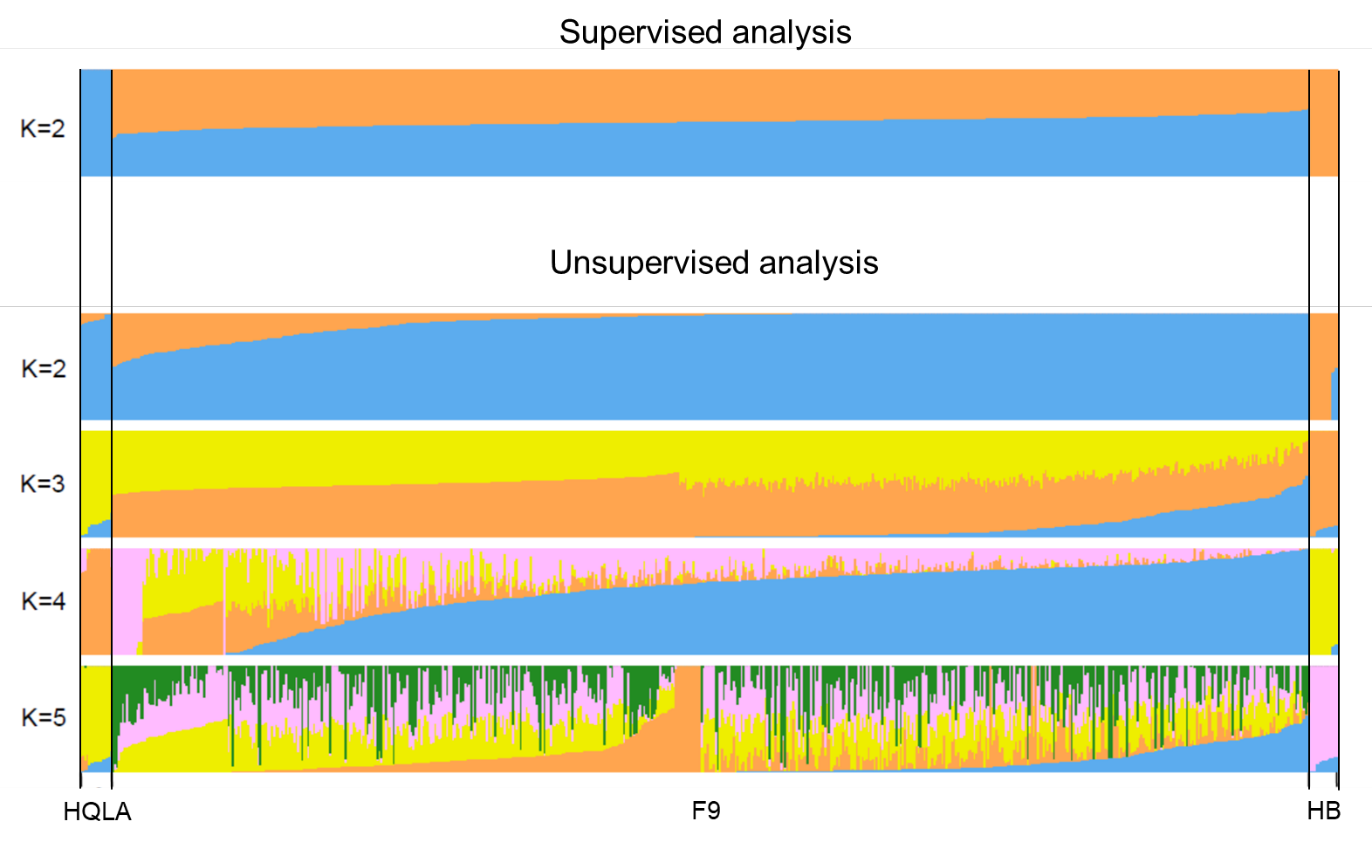 Supervised analysis
K=2
Unsupervised analysis
K=2
K=3
K=4
K=5
HQLA F9 HB